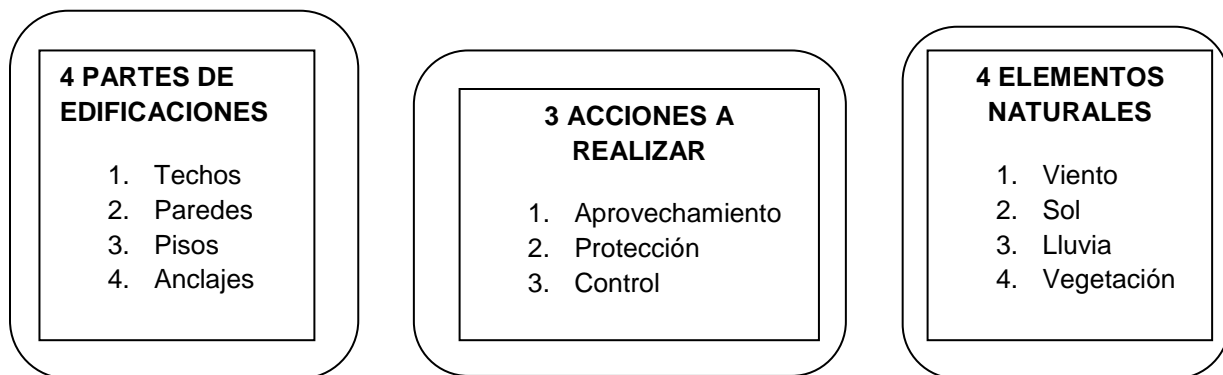 4 PARTES DE
EDIFICACIONES
1. Techos
2. Paredes
3. Pisos
4. Anclajes
3 ACCIONES A
REALIZAR
1. Aprovechamiento
2. Protección
3. Control
4 ELEMENTOS
NATURALES
1. Viento
2. Sol
3. Lluvia
4. Vegetación